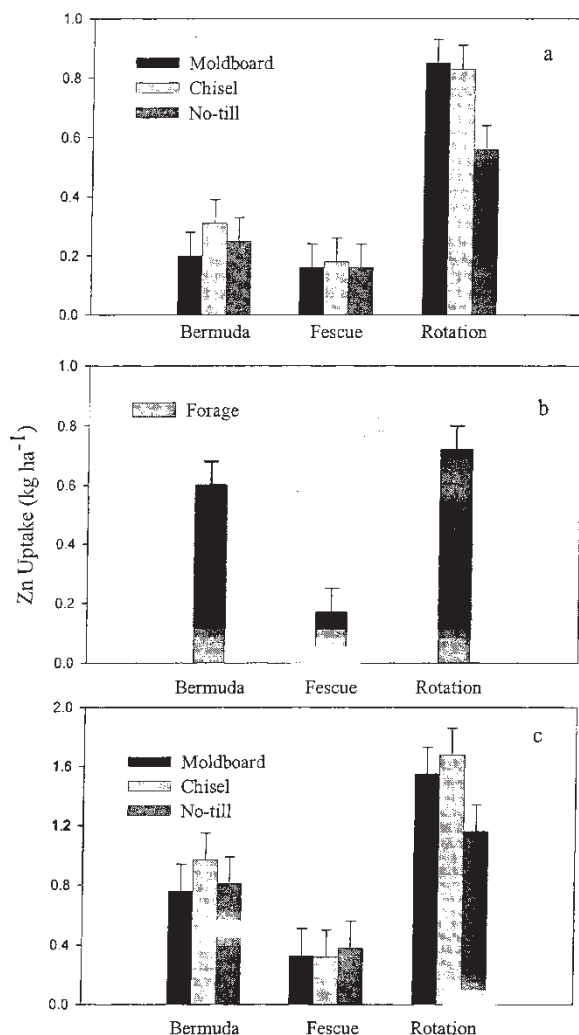 a
Moldboard
Chisel
No-till
1.0
0.8
0.6
0.4
0.2
0.0
Bermuda Fescue Rotation
b
Forage
1.0
0.8
0.6
0.4
0.2
0.0
Bermuda Fescue Rotation
Zn Uptake (kg ha⁻¹)
c
Moldboard
Chisel
No-till
2.0
1.6
1.2
0.8
0.4
0.0
Bermuda Fescue Rotation